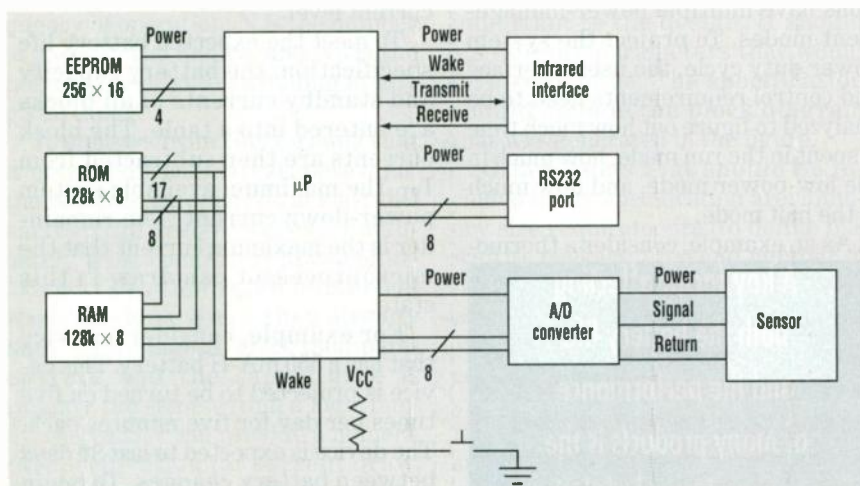 Power
EEPROM
256 × 16
4
ROM
128k × 8
17
8
RAM
128k × 8
µP
Wake
VCC
Power
Wake
Transmit
Receive
Infrared
interface
Power
RS232
port
8
Power
A/D
converter
8
Power
Signal
Return
Sensor